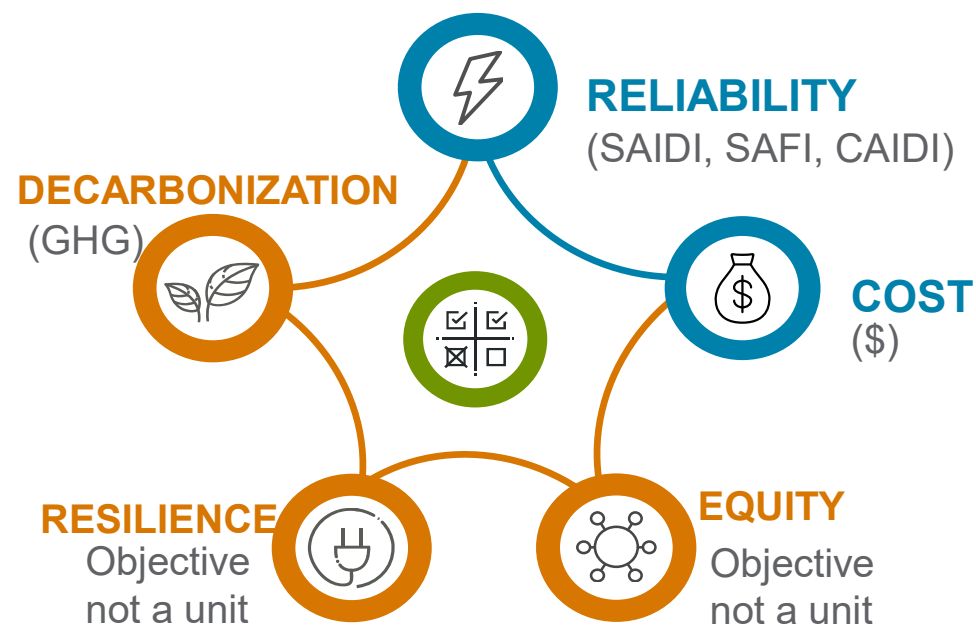 RELIABILITY
(SAIDI, SAFI, CAIDI)
DECARBONIZATION
(GHG)
COST
($)
$
RESILIENCE
Objective
not a unit
EQUITY
Objective
not a unit